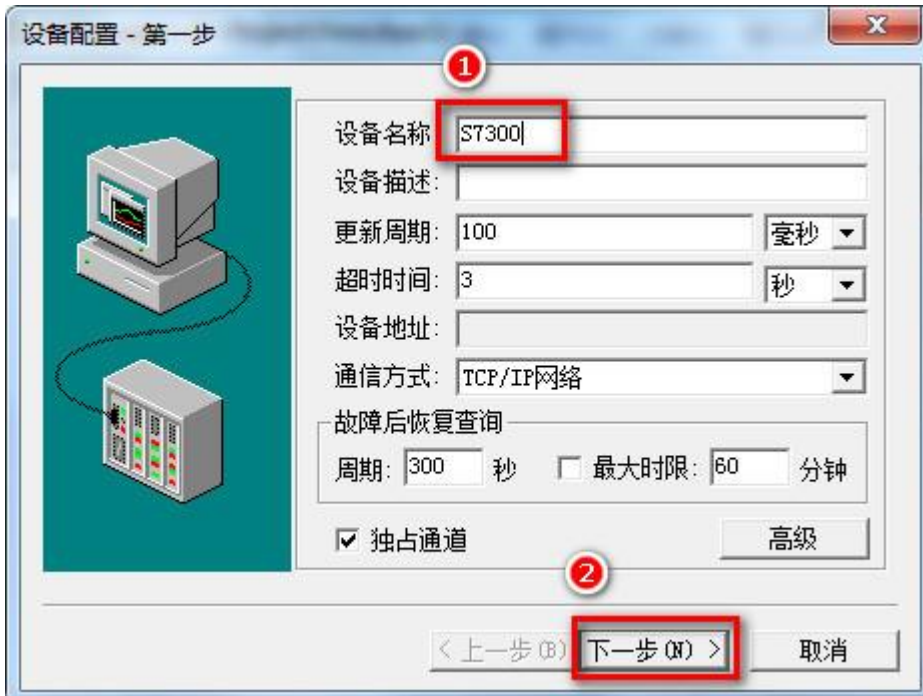 设备配置 - 第一步
1
设备名称 S7300
设备描述:
更新周期: 100 毫秒
超时时间: 3 秒
设备地址:
通信方式: TCP/IP网络
故障后恢复查询
周期: 300 秒 最大时限: 60 分钟
独占通道 高级
2
< 上一步(B) 下一步(N) > 取消